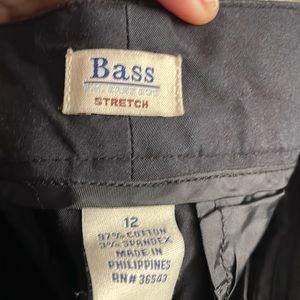 Bass
STRETCH
12
97% COTTON
3% SPANDEX
MADE IN
PHILIPPINES
RN# 36543